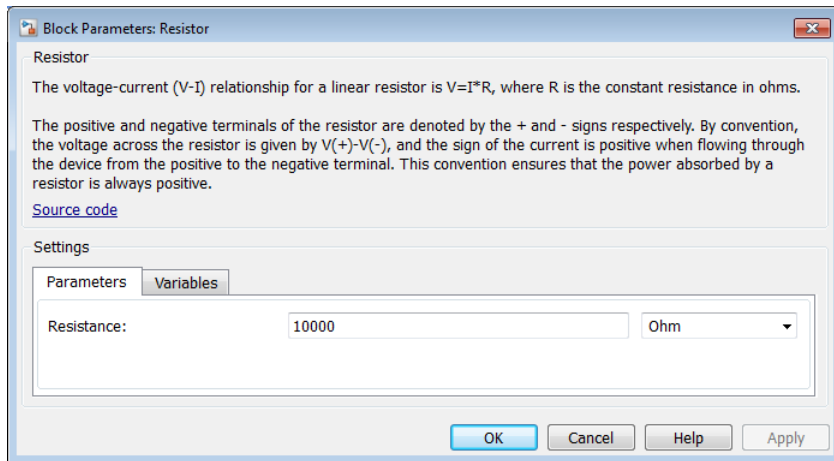 Block Parameters: Resistor
Resistor
The voltage-current (V-I) relationship for a linear resistor is V=I*R, where R is the constant resistance in ohms.
The positive and negative terminals of the resistor are denoted by the + and - signs respectively. By convention,
the voltage across the resistor is given by V(+)-V(-), and the sign of the current is positive when flowing through
the device from the positive to the negative terminal. This convention ensures that the power absorbed by a
resistor is always positive.
Source code
Settings
Parameters Variables
Resistance: 10000 Ohm
OK Cancel Help Apply